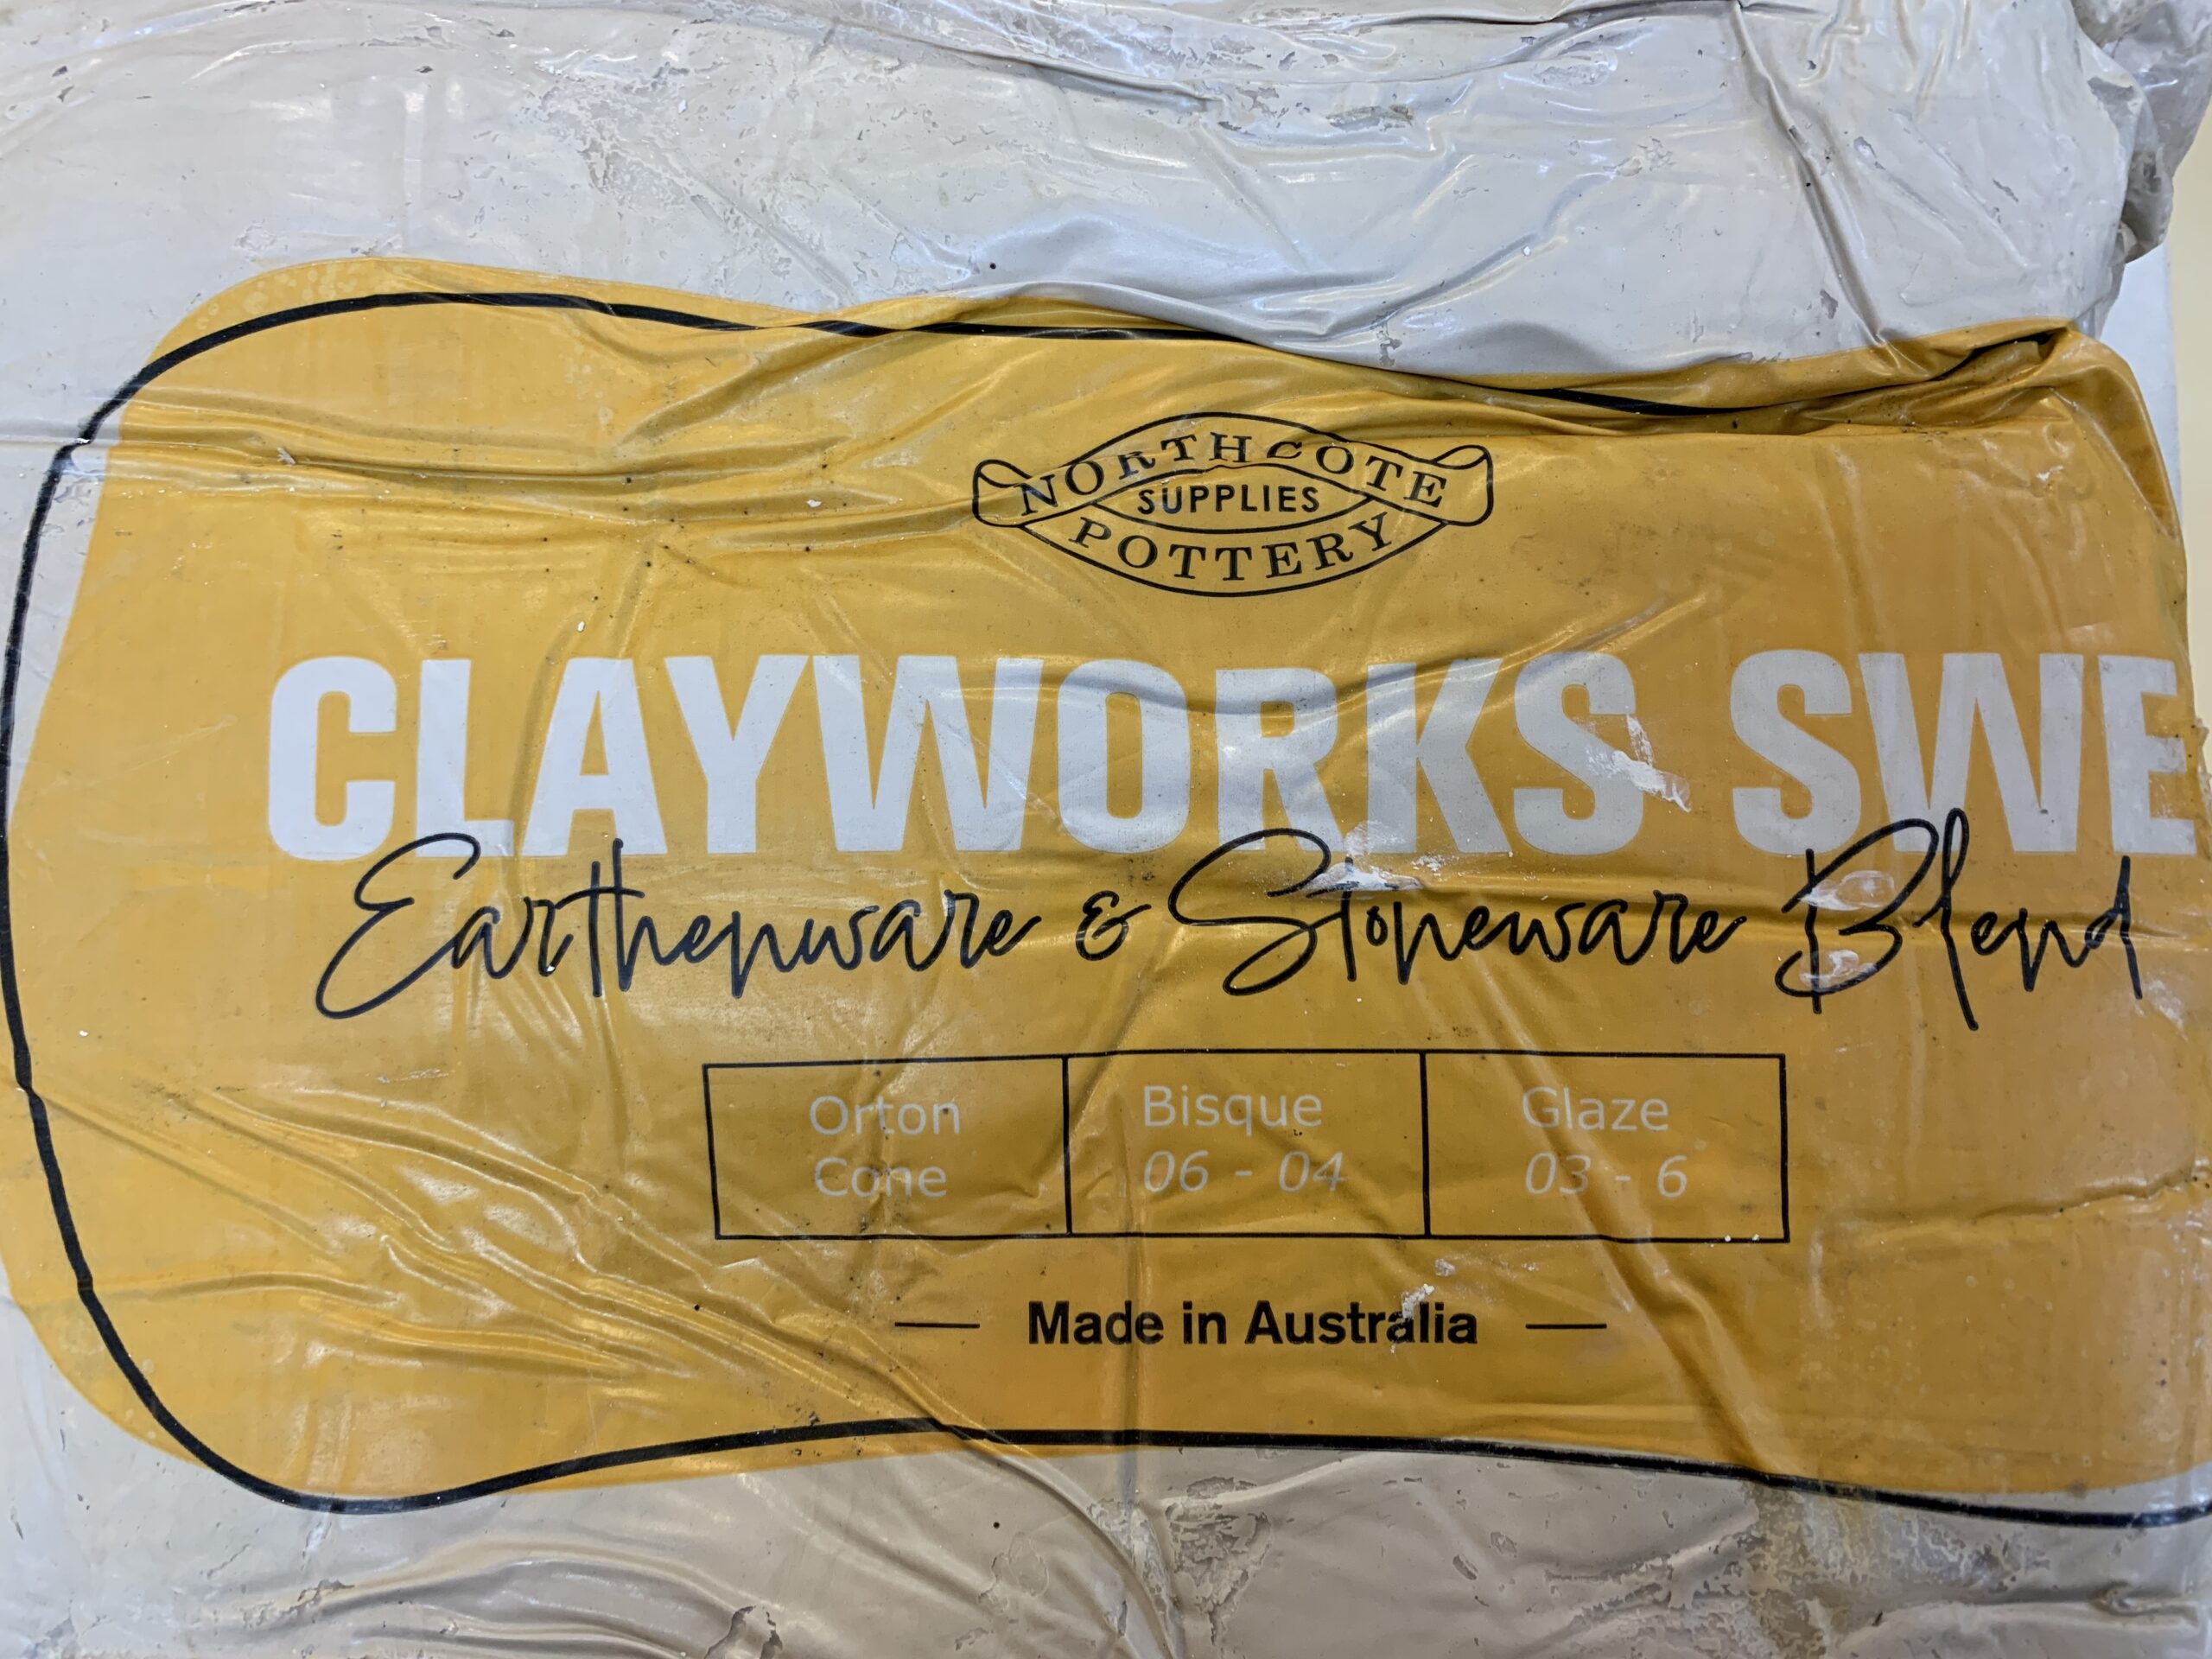 NORTHCOTE
SUPPLIES
POTTERY
CLAYWORKS SWE
Earthenware & Stoneware Blend
Orton Cone
Bisque 06 - 04
Glaze 03 - 6
Made in Australia